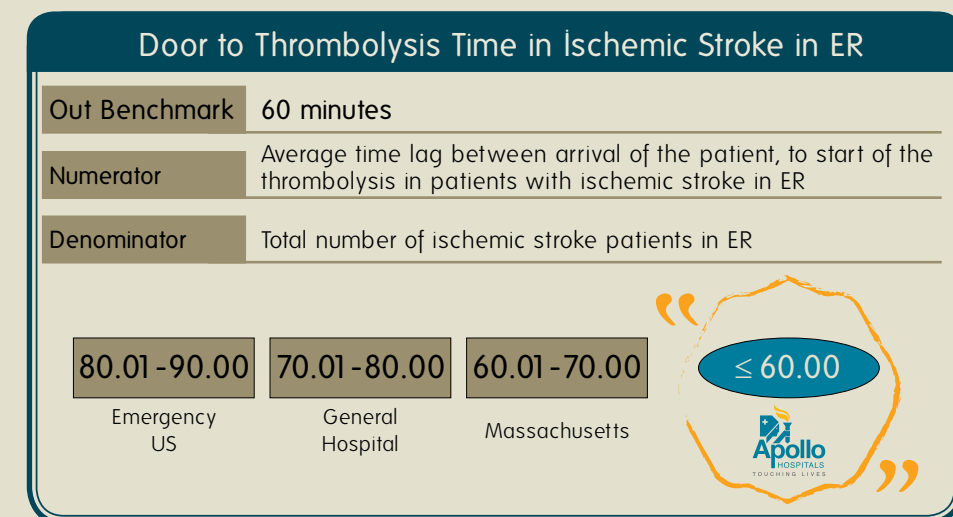 Door to Thrombolysis Time in Ischemic Stroke in ER
Out Benchmark
60 minutes
Numerator
Average time lag between arrival of the patient, to start of the
thrombolysis in patients with ischemic stroke in ER
Denominator
Total number of ischemic stroke patients in ER
80.01-90.00
70.01-80.00
60.01-70.00
≤ 60.00
Emergency
US
General
Hospital
Massachusetts
Apollo
HOSPITALS
TOUCHING LIVES